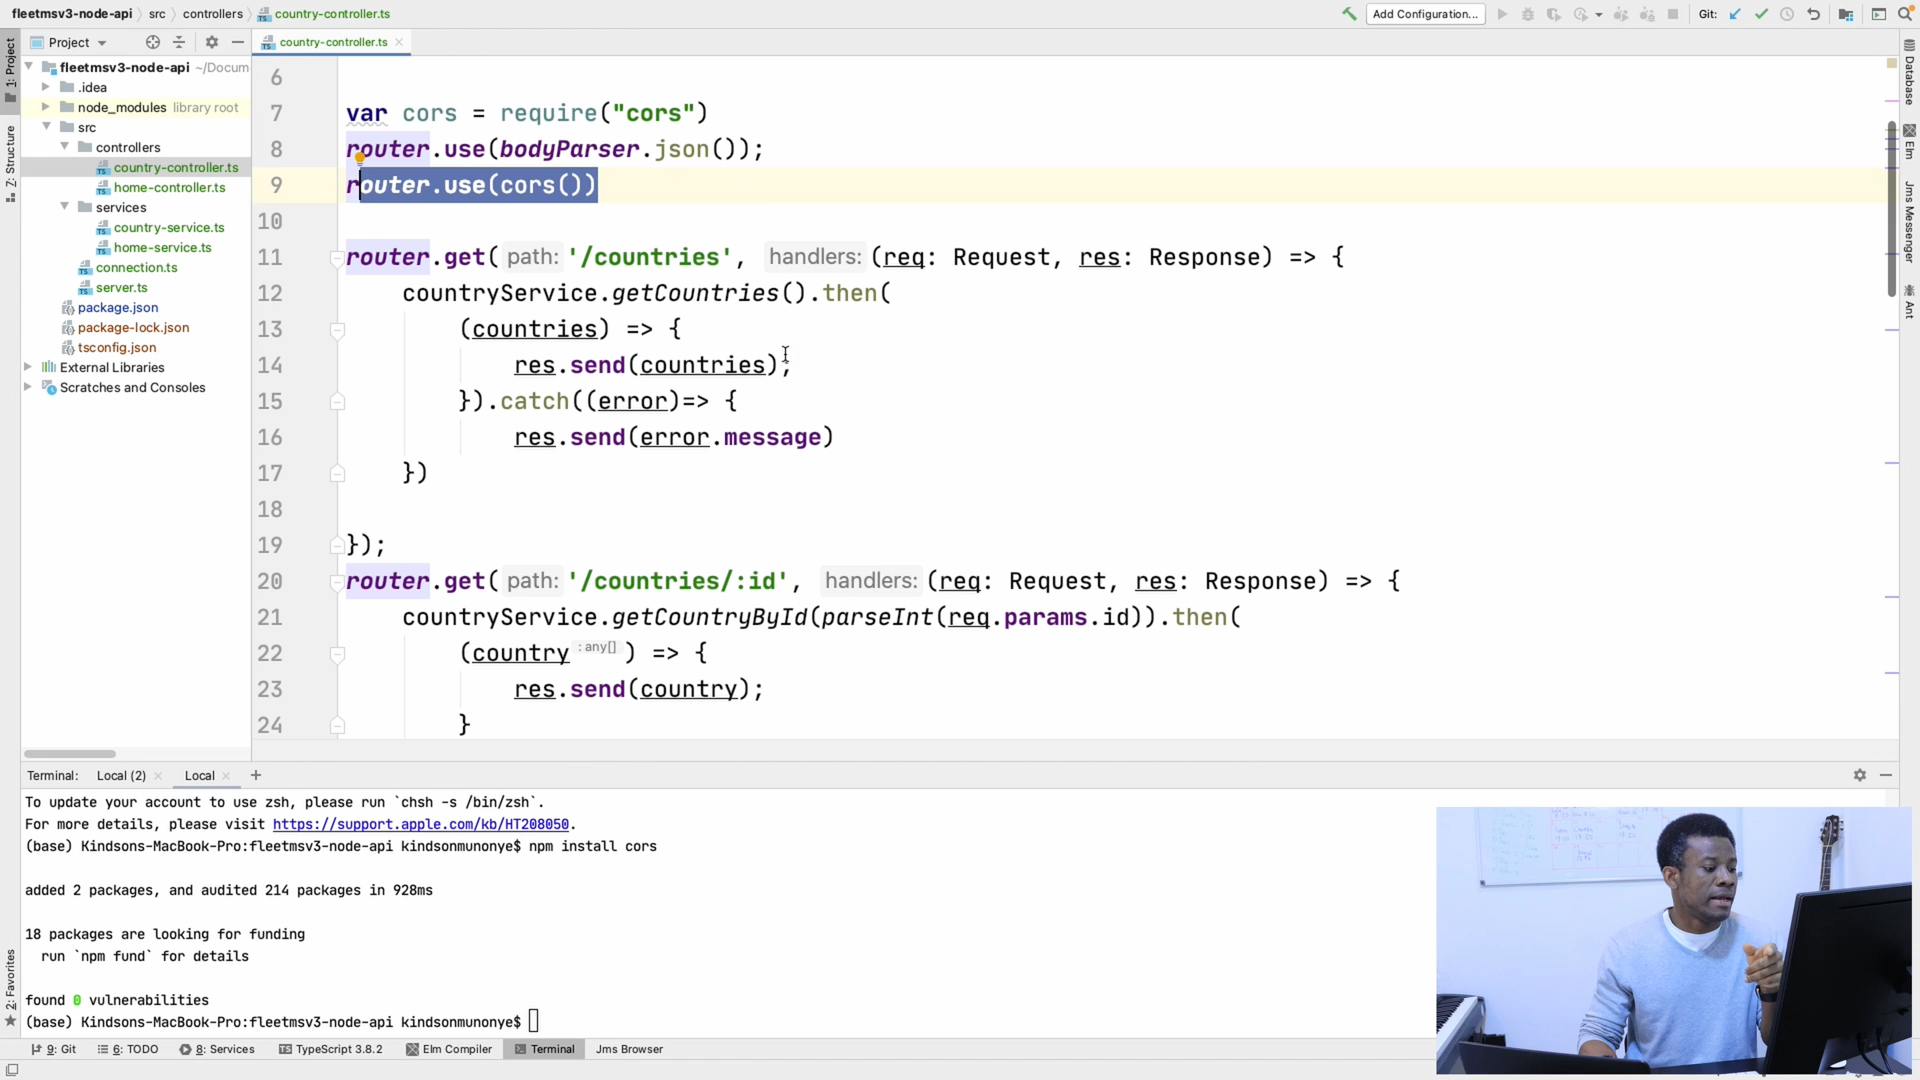 fleetmsv3-node-api
src
controllers
country-controller.ts
Add Configuration...
Git:
Project
country-controller.ts
1: Project
Z: Structure
2: Favorites
fleetmsv3-node-api ~/Docum
.idea
node_modules library root
src
controllers
country-controller.ts
home-controller.ts
services
country-service.ts
home-service.ts
connection.ts
server.ts
package.json
package-lock.json
tsconfig.json
External Libraries
Scratches and Consoles
6
7 var cors = require("cors")
8 router.use(bodyParser.json());
9 router.use(cors())
10
11 router.get( path: '/countries', handlers: (req: Request, res: Response) => {
12 countryService.getCountries().then(
13 (countries) => {
14 res.send(countries);
15 }).catch((error)=> {
16 res.send(error.message)
17 })
18
19 });
20 router.get( path: '/countries/:id', handlers: (req: Request, res: Response) => {
21 countryService.getCountryById(parseInt(req.params.id)).then(
22 (country : any[] ) => {
23 res.send(country);
24 }
Database
Elm
Jms Messenger
Ant
Terminal: Local (2) Local
To update your account to use zsh, please run `chsh -s /bin/zsh`.
For more details, please visit https://support.apple.com/kb/HT208050.
(base) Kindsons-MacBook-Pro:fleetmsv3-node-api kindsonmunonye$ npm install cors
added 2 packages, and audited 214 packages in 928ms
18 packages are looking for funding
run `npm fund` for details
found 0 vulnerabilities
(base) Kindsons-MacBook-Pro:fleetmsv3-node-api kindsonmunonye$
9: Git 6: TODO 8: Services TypeScript 3.8.2 Elm Compiler Terminal Jms Browser